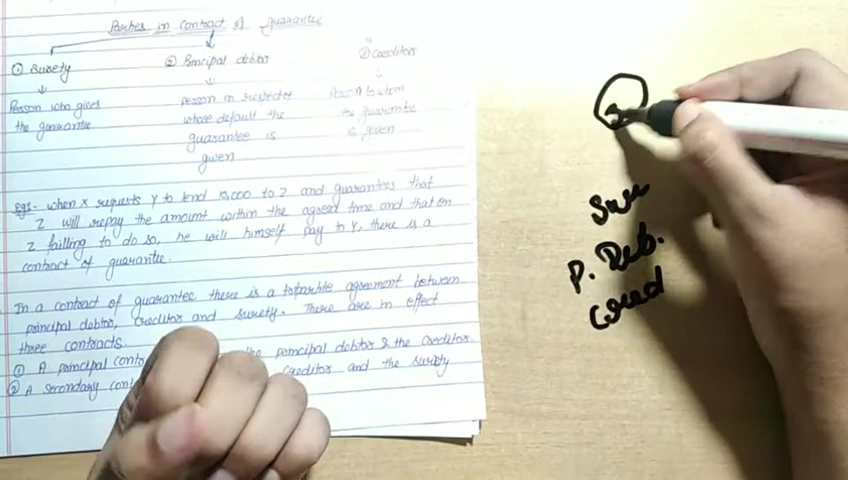 Parties in contract of guarantee
① Surety
② Principal debtor
③ Creditor
Person who gives
the guarantee
person in respect of
whose default the
guarantee is
given
Person to whom
the guarantee
is given
Eg1- when X requests Y to lend 10,000 to Z and guarantees that
Z will repay the amount within the agreed time and that on
Z failling to do so, he will himself pay to Y, there is a
contract of guarantee.
In a contract of guarantee there is a tripartite agreement between
principal debtor, creditor and surety. There are in effect
three contracts.
① A principal contr the principal debtor & the creditor.
② A secondary cont creditor and the surety
Sure
P. Deb.
Cred